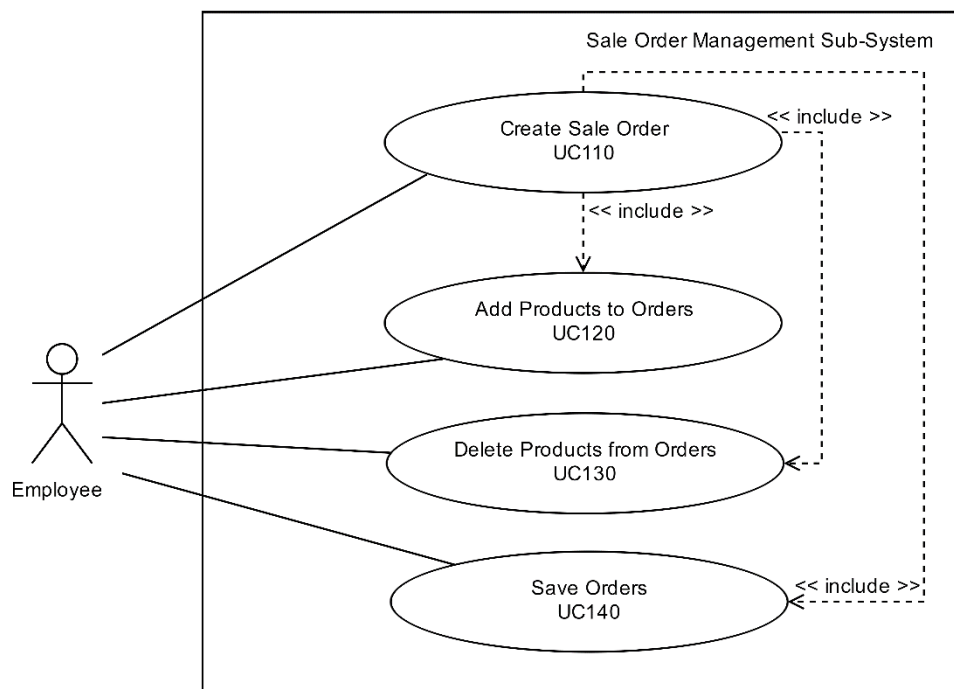 Sale Order Management Sub-System
<< include >>
Create Sale Order
UC110
<< include >>
Add Products to Orders
UC120
Delete Products from Orders
UC130
Employee
<< include >>
Save Orders
UC140